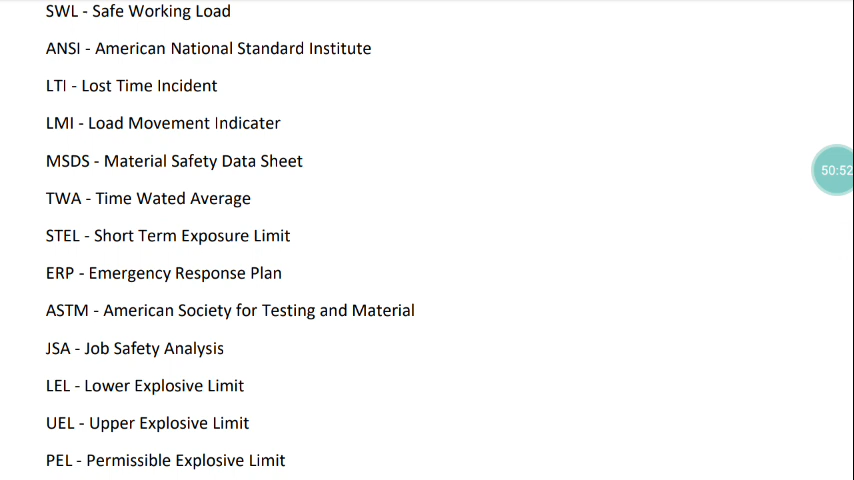 SWL - Safe Working Load
ANSI - American National Standard Institute
LTI - Lost Time Incident
LMI - Load Movement Indicater
MSDS - Material Safety Data Sheet
50:52
TWA - Time Wated Average
STEL - Short Term Exposure Limit
ERP - Emergency Response Plan
ASTM - American Society for Testing and Material
JSA - Job Safety Analysis
LEL - Lower Explosive Limit
UEL - Upper Explosive Limit
PEL - Permissible Explosive Limit